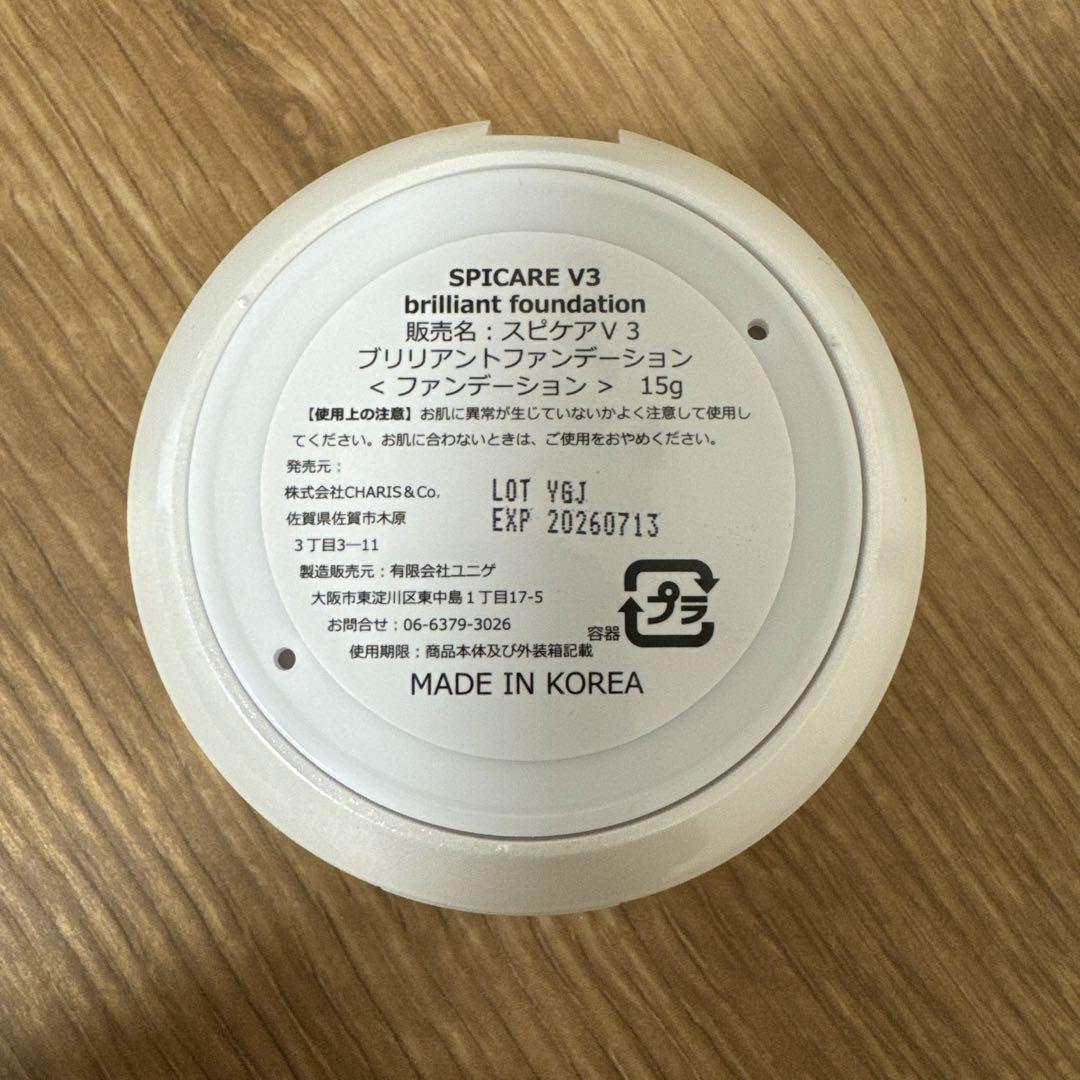 SPICARE V3
brilliant foundation
販売名：スピケアV 3
ブリリアントファンデーション
< ファンデーション >　15g
【使用上の注意】お肌に異常が生じていないかよく注意して使用し
てください。お肌に合わないときは、ご使用をおやめください。
発売元：
株式会社CHARIS＆Co.
佐賀県佐賀市木原
３丁目3—11
LOT YGJ
EXP 20260713
製造販売元：有限会社ユニゲ
大阪市東淀川区東中島１丁目17-5
お問合せ：06-6379-3026
使用期限：商品本体及び外装箱記載
プラ
容器
MADE IN KOREA